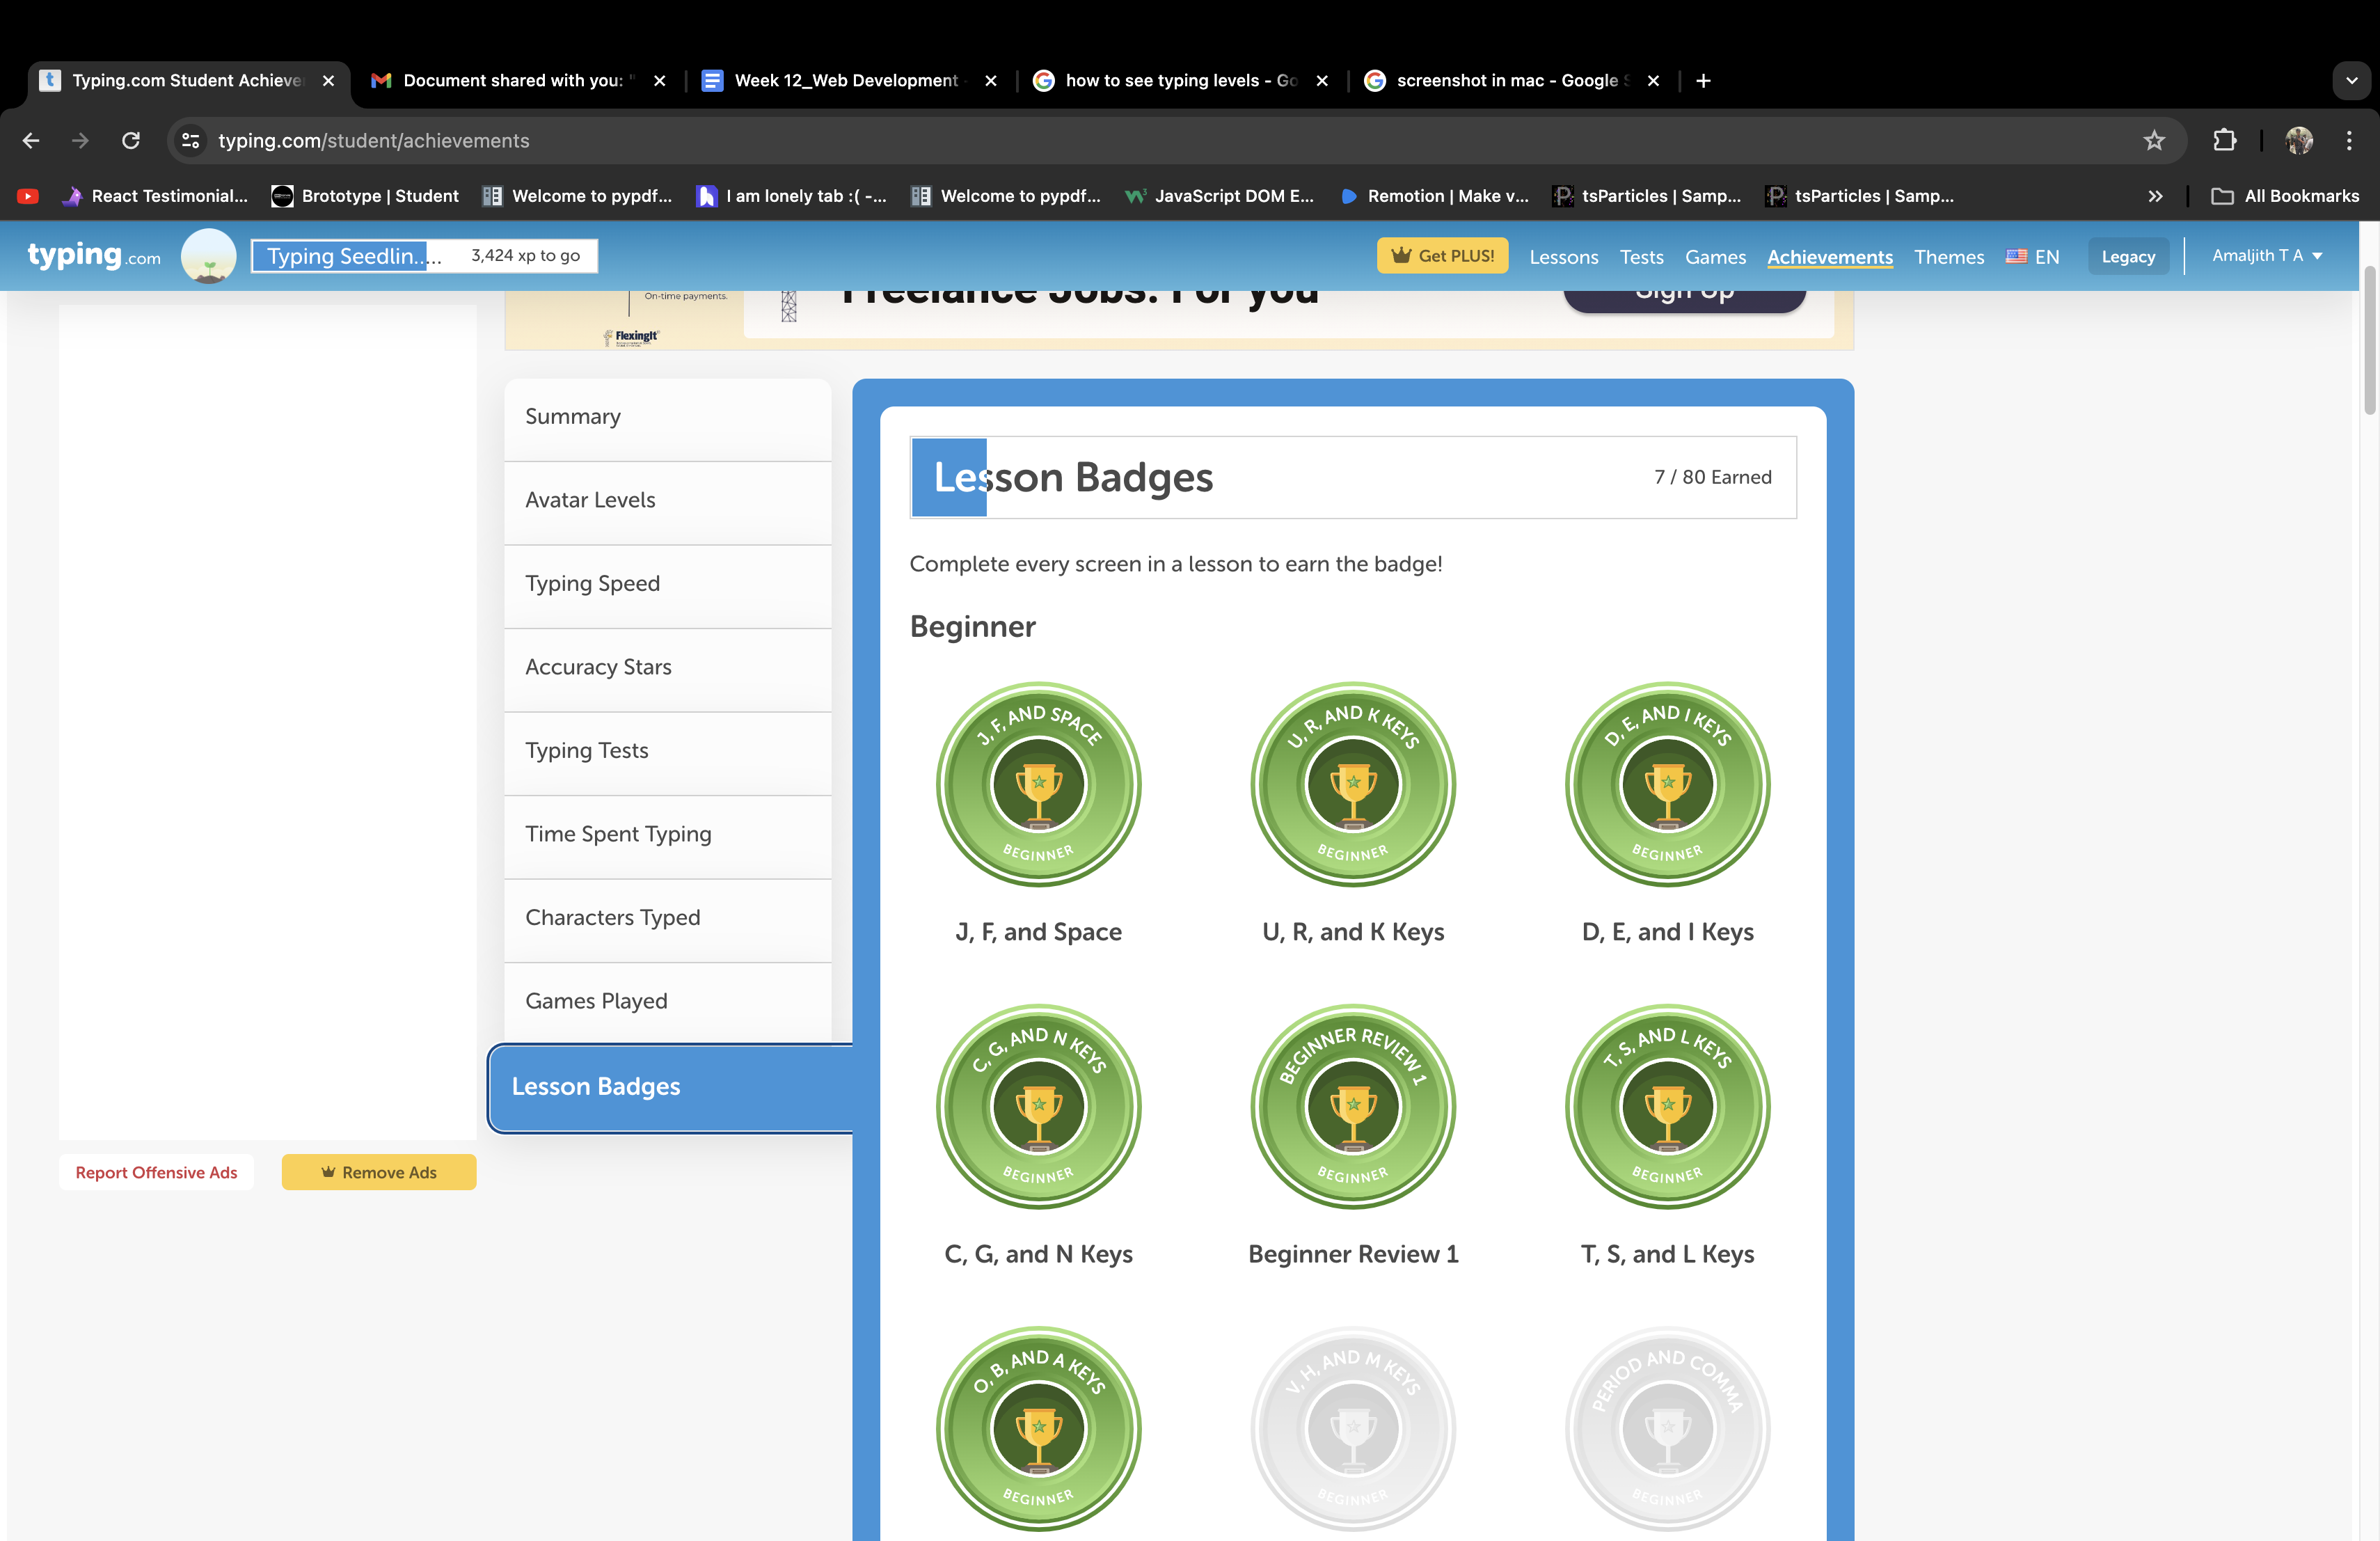 Typing.com Student Achieve
Document shared with you: "
Week 12_Web Development -
how to see typing levels - Go
screenshot in mac - Google S
typing.com/student/achievements
React Testimonial...
Brototype | Student
Welcome to pypdf...
I am lonely tab :( -...
Welcome to pypdf...
JavaScript DOM E...
Remotion | Make v...
tsParticles | Samp...
tsParticles | Samp...
All Bookmarks
typing.com
Typing Seedlin.....
3,424 xp to go
Get PLUS!
Lessons
Tests
Games
Achievements
Themes
EN
Legacy
Amaljith T A
On-time payments.
FlexingIt
Freelance Jobs. For you
Sign Up
Summary
Avatar Levels
Typing Speed
Accuracy Stars
Typing Tests
Time Spent Typing
Characters Typed
Games Played
Lesson Badges
Report Offensive Ads
Remove Ads
Lesson Badges
7 / 80 Earned
Complete every screen in a lesson to earn the badge!
Beginner
J, F, AND SPACE
BEGINNER
J, F, and Space
U, R, AND K KEYS
BEGINNER
U, R, and K Keys
D, E, AND I KEYS
BEGINNER
D, E, and I Keys
C, G, AND N KEYS
BEGINNER
C, G, and N Keys
BEGINNER REVIEW 1
BEGINNER
Beginner Review 1
T, S, AND L KEYS
BEGINNER
T, S, and L Keys
O, B, AND A KEYS
BEGINNER
V, H, AND M KEYS
BEGINNER
PERIOD AND COMMA
BEGINNER